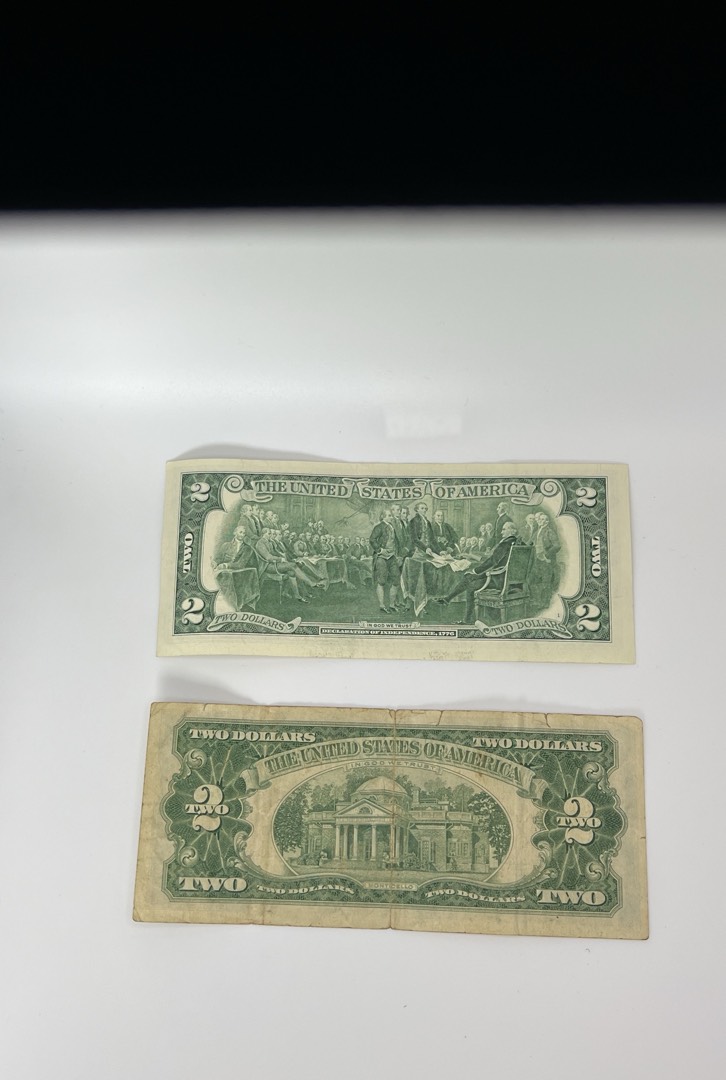 2 THE UNITED STATES OF AMERICA 2
TWO TWO
2 TWO DOLLARS IN GOD WE TRUST TWO DOLLARS 2
DECLARATION OF INDEPENDENCE, 1776
TWO DOLLARS TWO DOLLARS
THE UNITED STATES OF AMERICA
IN GOD WE TRUST
2 2
TWO TWO
TWO TWO DOLLARS MONTICELLO TWO DOLLARS TWO